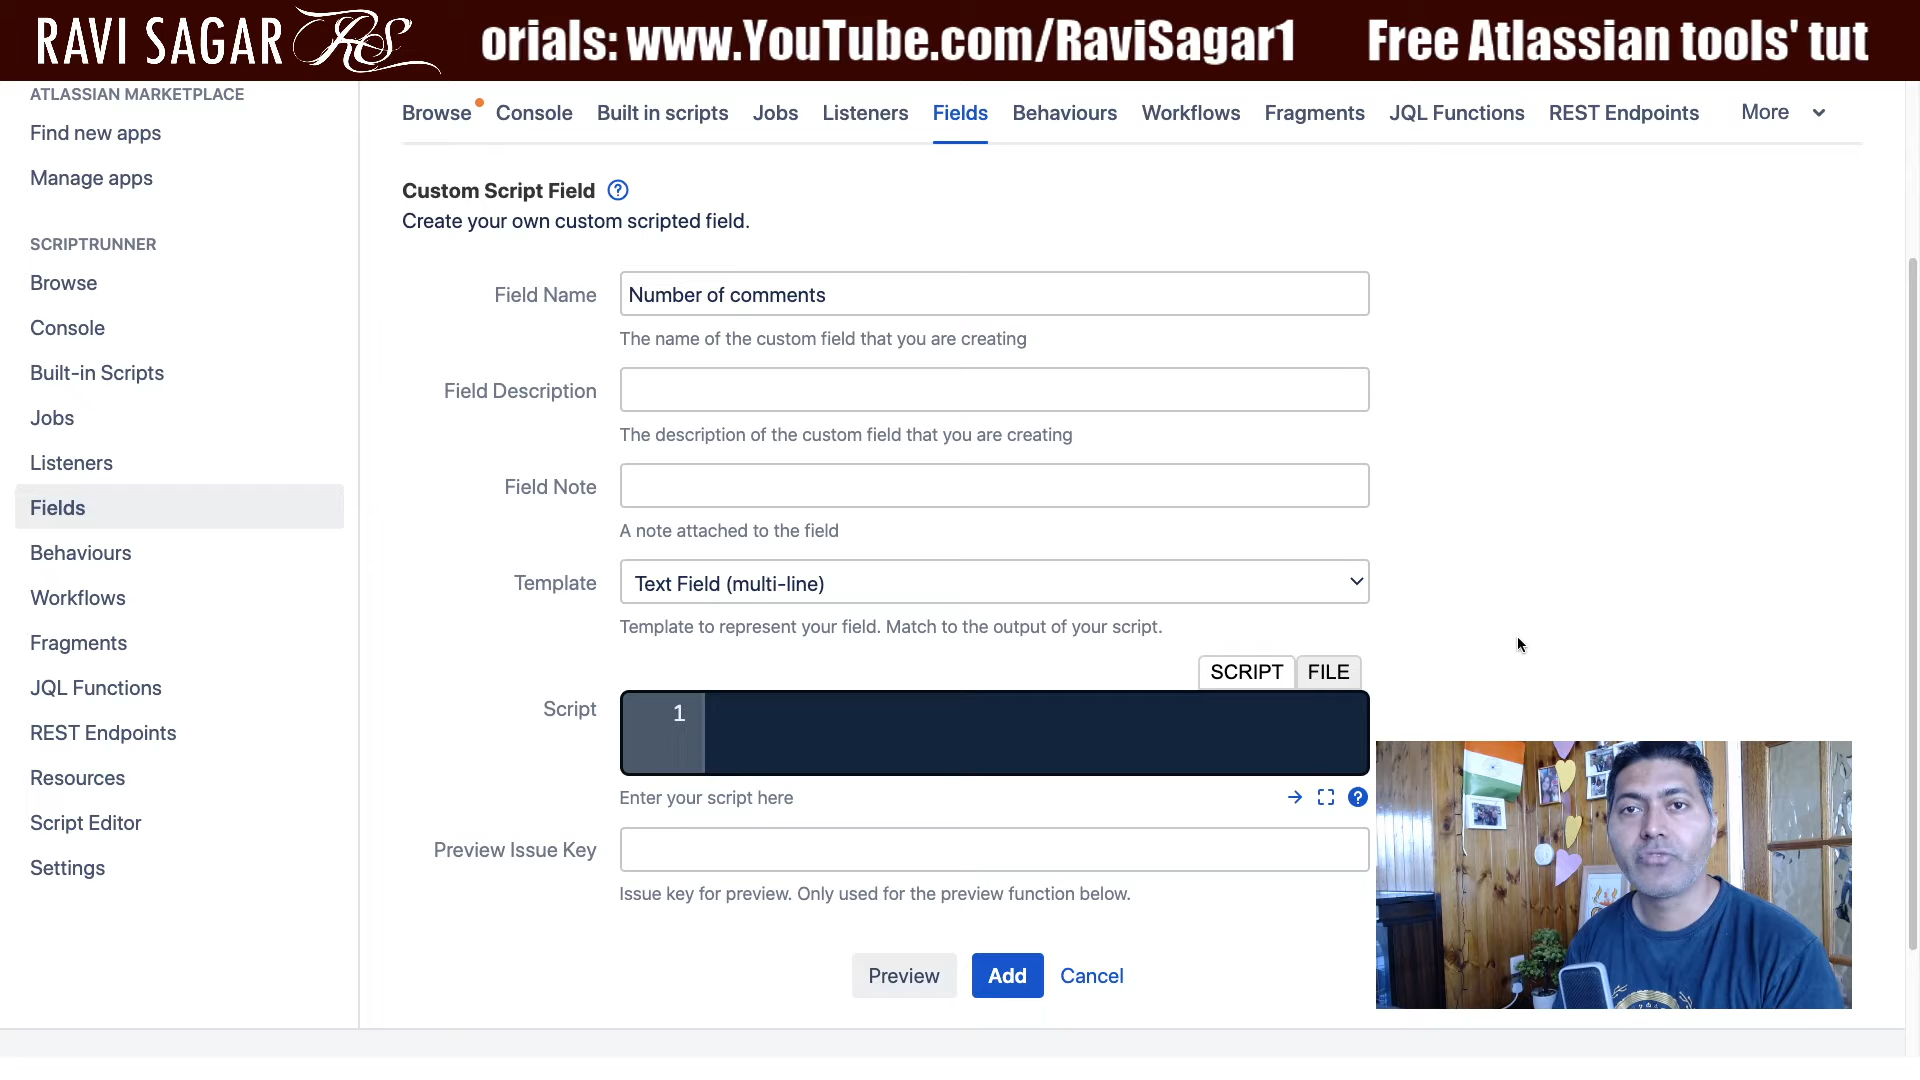 RAVI SAGAR RS
orials: www.YouTube.com/RaviSagar1 Free Atlassian tools' tut
ATLASSIAN MARKETPLACE
Find new apps
Manage apps
SCRIPTRUNNER
Browse
Console
Built-in Scripts
Jobs
Listeners
Fields
Behaviours
Workflows
Fragments
JQL Functions
REST Endpoints
Resources
Script Editor
Settings
Browse Console Built in scripts Jobs Listeners Fields Behaviours Workflows Fragments JQL Functions REST Endpoints More
Custom Script Field ?
Create your own custom scripted field.
Field Name Number of comments
The name of the custom field that you are creating
Field Description
The description of the custom field that you are creating
Field Note
A note attached to the field
Template Text Field (multi-line)
Template to represent your field. Match to the output of your script.
SCRIPT FILE
Script 1
Enter your script here ?
Preview Issue Key
Issue key for preview. Only used for the preview function below.
Preview Add Cancel